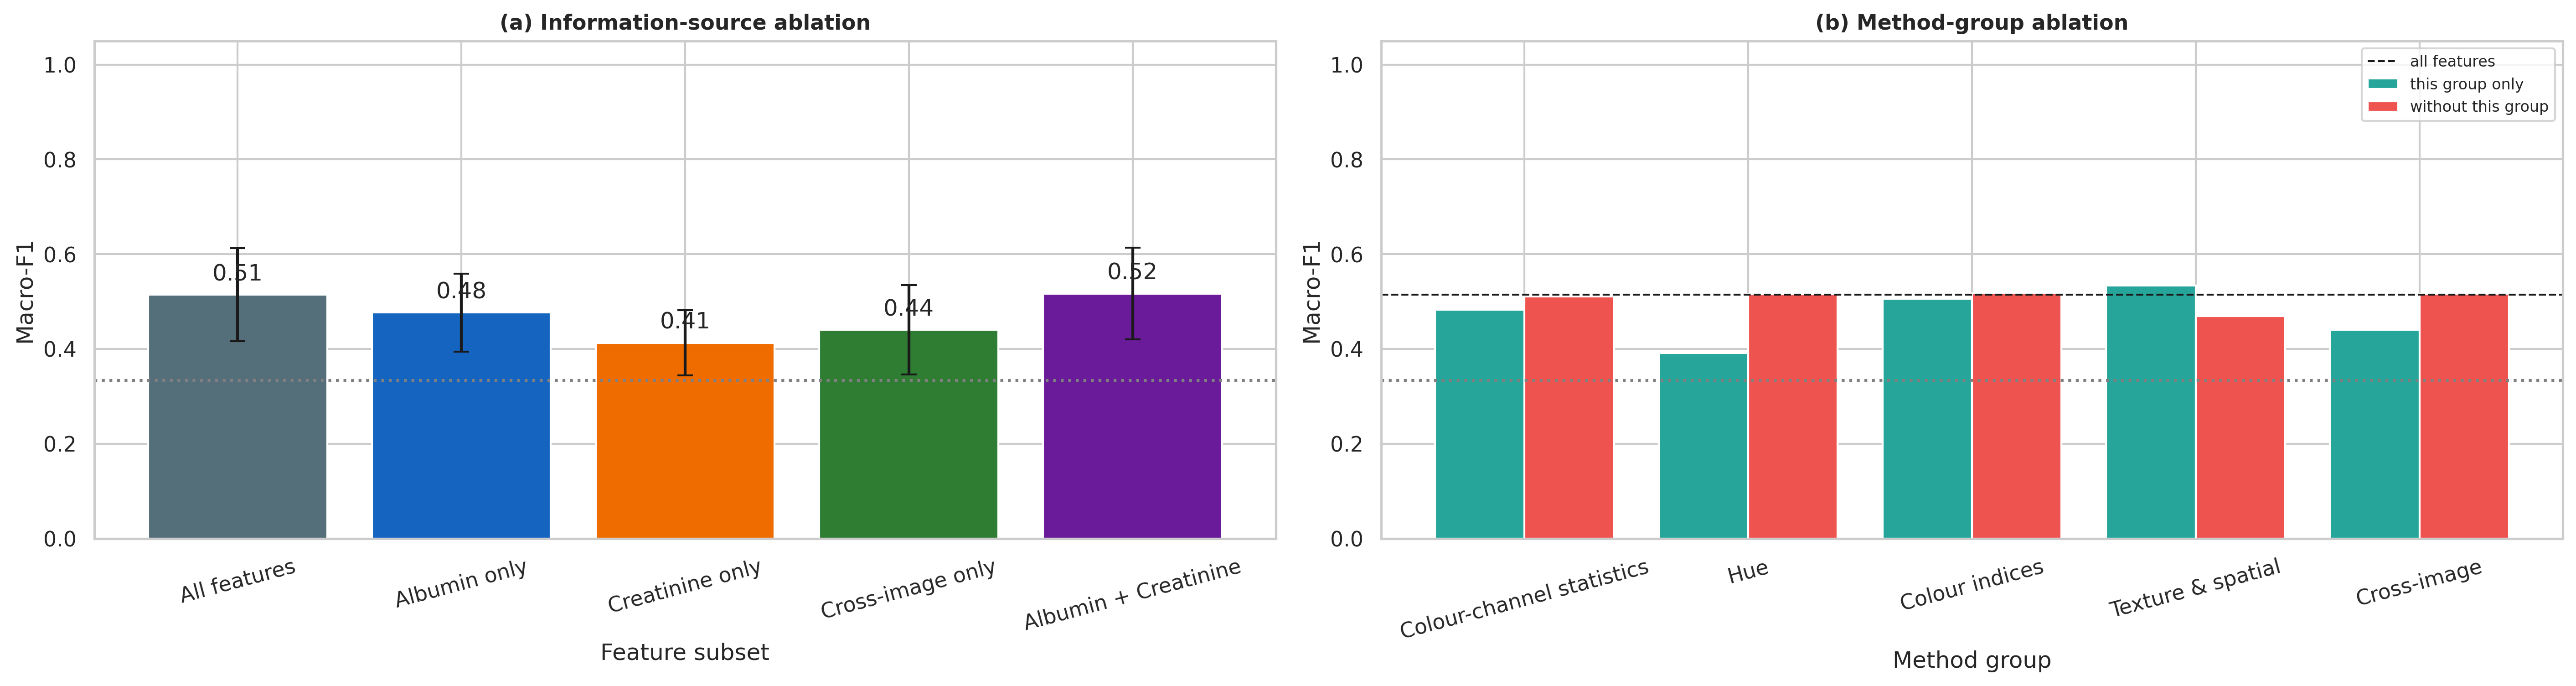 (a) Information-source ablation
Macro-F1
1.0
0.8
0.6
0.4
0.2
0.0
0.51
0.48
0.41
0.44
0.52
All features
Albumin only
Creatinine only
Cross-image only
Albumin + Creatinine
Feature subset
(b) Method-group ablation
Macro-F1
1.0
0.8
0.6
0.4
0.2
0.0
all features
this group only
without this group
Colour-channel statistics
Hue
Colour indices
Texture & spatial
Cross-image
Method group